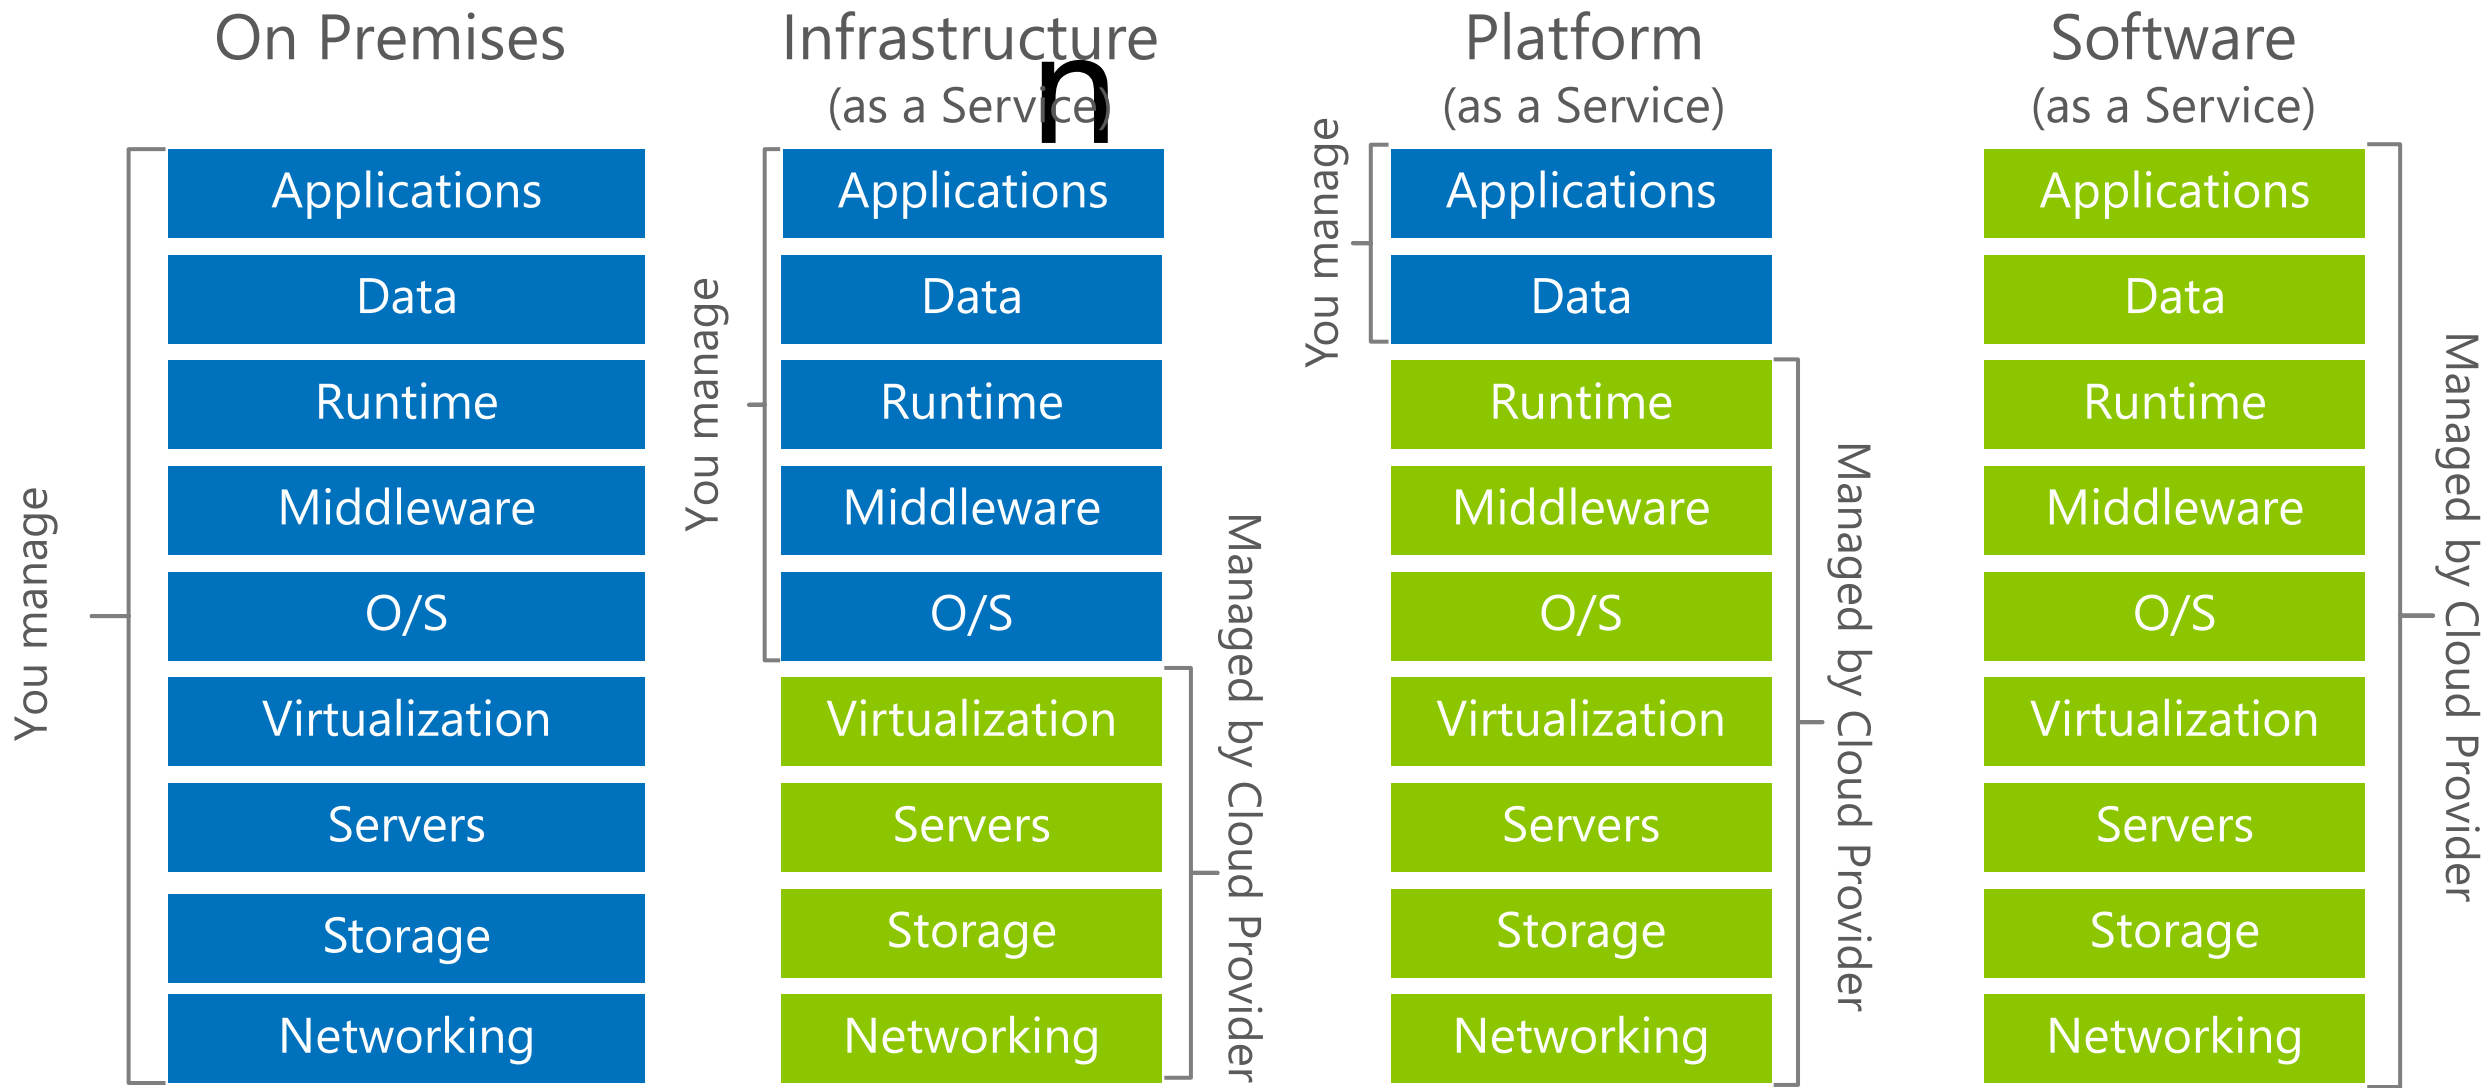 On Premises
You manage
Applications
Data
Runtime
Middleware
O/S
Virtualization
Servers
Storage
Networking
Infrastructure
(as a Service)
n
You manage
Applications
Data
Runtime
Middleware
O/S
Virtualization
Servers
Storage
Networking
Managed by Cloud Provider
Platform
(as a Service)
You manage
Applications
Data
Runtime
Middleware
O/S
Virtualization
Servers
Storage
Networking
Managed by Cloud Provider
Software
(as a Service)
Applications
Data
Runtime
Middleware
O/S
Virtualization
Servers
Storage
Networking
Managed by Cloud Provider